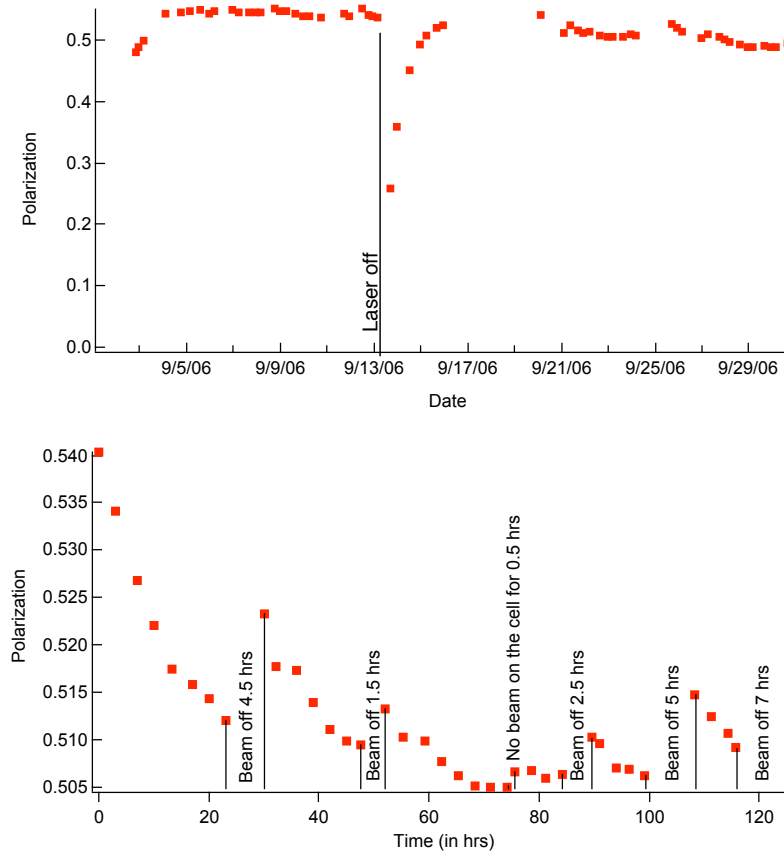 0.5
0.4
0.3
0.2
0.1
0.0
Polarization
Laser off
9/5/06 9/9/06 9/13/06 9/17/06 9/21/06 9/25/06 9/29/06
Date
0.540
0.535
0.530
0.525
0.520
0.515
0.510
0.505
Polarization
Beam off 4.5 hrs
Beam off 1.5 hrs
No beam on the cell for 0.5 hrs
Beam off 2.5 hrs
Beam off 5 hrs
Beam off 7 hrs
0 20 40 60 80 100 120
Time (in hrs)